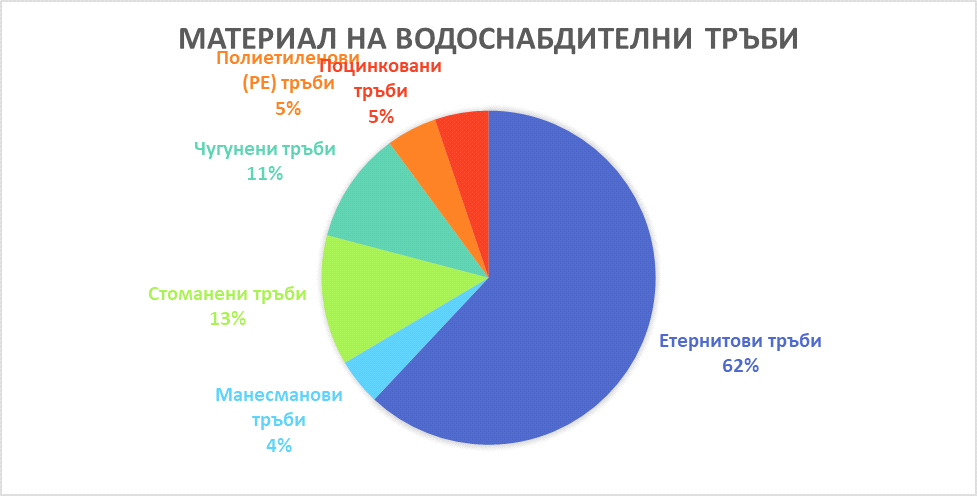 МАТЕРИАЛ НА ВОДОСНАБДИТЕЛНИ ТРЪБИ
Полиетиленови
(PE) тръби
5%
Поцинковани
тръби
5%
Чугунени тръби
11%
Стоманени тръби
13%
Манесманови
тръби
4%
Етернитови тръби
62%